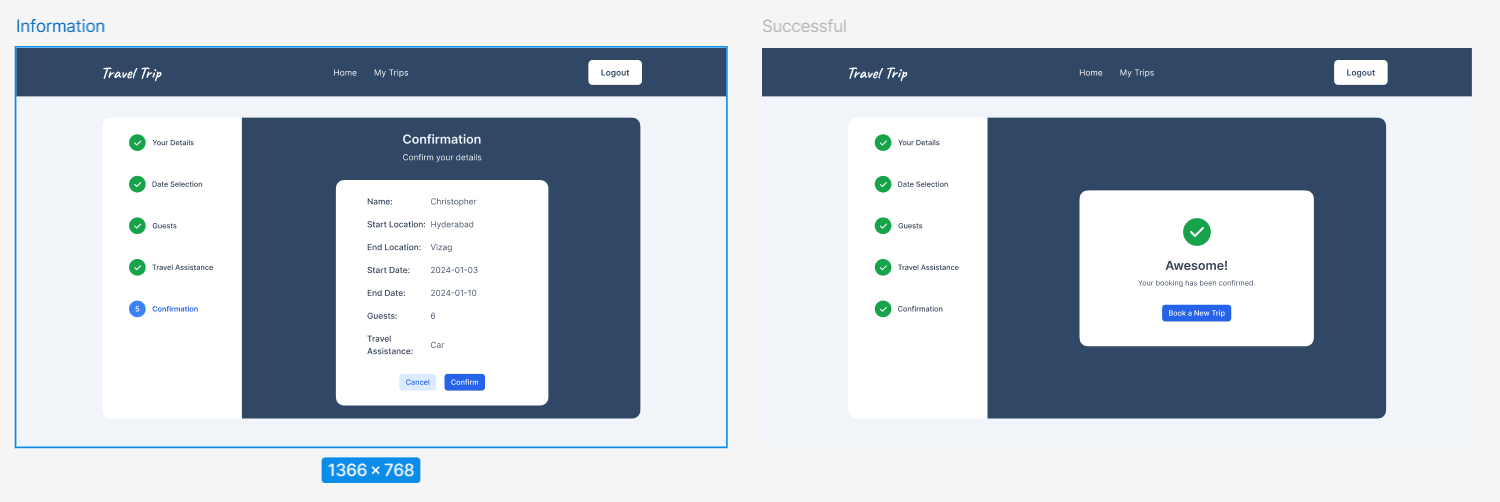 Information
Travel Trip
Home
My Trips
Logout
Your Details
Date Selection
Guests
Travel Assistance
5
Confirmation
Confirmation
Confirm your details
Name: Christopher
Start Location: Hyderabad
End Location: Vizag
Start Date: 2024-01-03
End Date: 2024-01-10
Guests: 6
Travel
Assistance: Car
Cancel
Confirm
1366 × 768
Successful
Travel Trip
Home
My Trips
Logout
Your Details
Date Selection
Guests
Travel Assistance
Confirmation
Awesome!
Your booking has been confirmed.
Book a New Trip